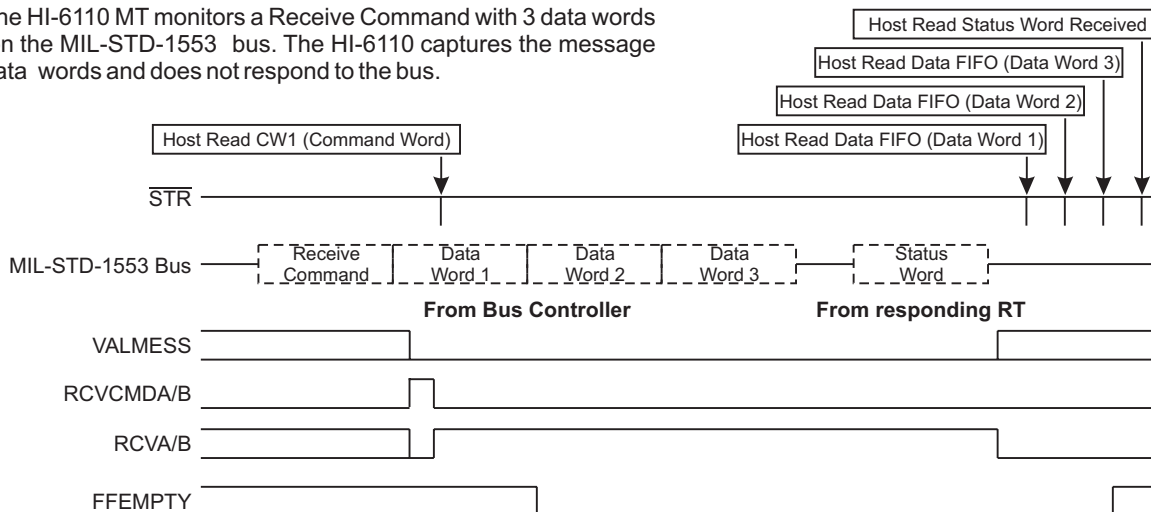 he HI-6110 MT monitors a Receive Command with 3 data words
n the MIL-STD-1553 bus. The HI-6110 captures the message
ata words and does not respond to the bus.
Host Read Status Word Received
Host Read Data FIFO (Data Word 3)
Host Read Data FIFO (Data Word 2)
Host Read CW1 (Command Word)
Host Read Data FIFO (Data Word 1)
STR
MIL-STD-1553 Bus
Receive
Command
Data
Word 1
Data
Word 2
Data
Word 3
Status
Word
From Bus Controller
From responding RT
VALMESS
RCVCMDA/B
RCVA/B
FFEMPTY